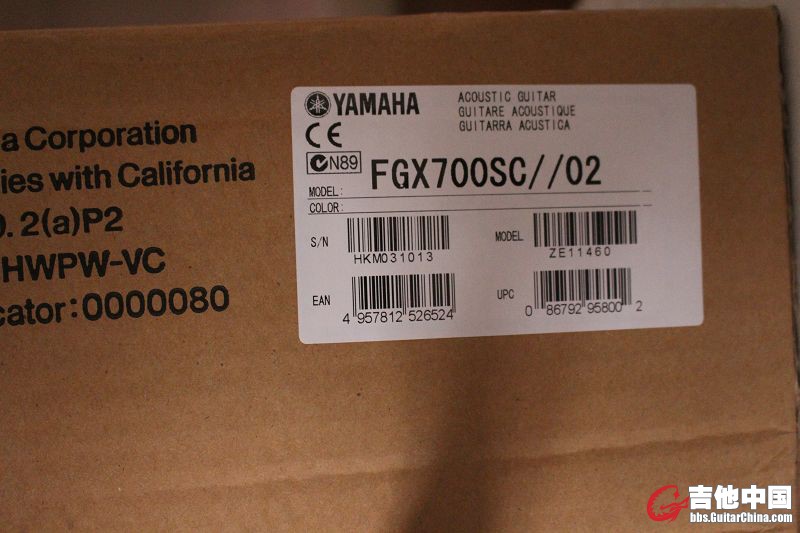 a Corporation
ies with California
). 2(a)P2
HWPW-VC
cator:0000080
YAMAHA
ACOUSTIC GUITAR
GUITARE ACOUSTIQUE
GUITARRA ACUSTICA
CE
N89
MODEL: FGX700SC//02
COLOR:
S/N
HKM031013
MODEL
ZE11460
EAN
4 957812 526524
UPC
0 86792 95800 2
吉他中国
bbs.GuitarChina.com